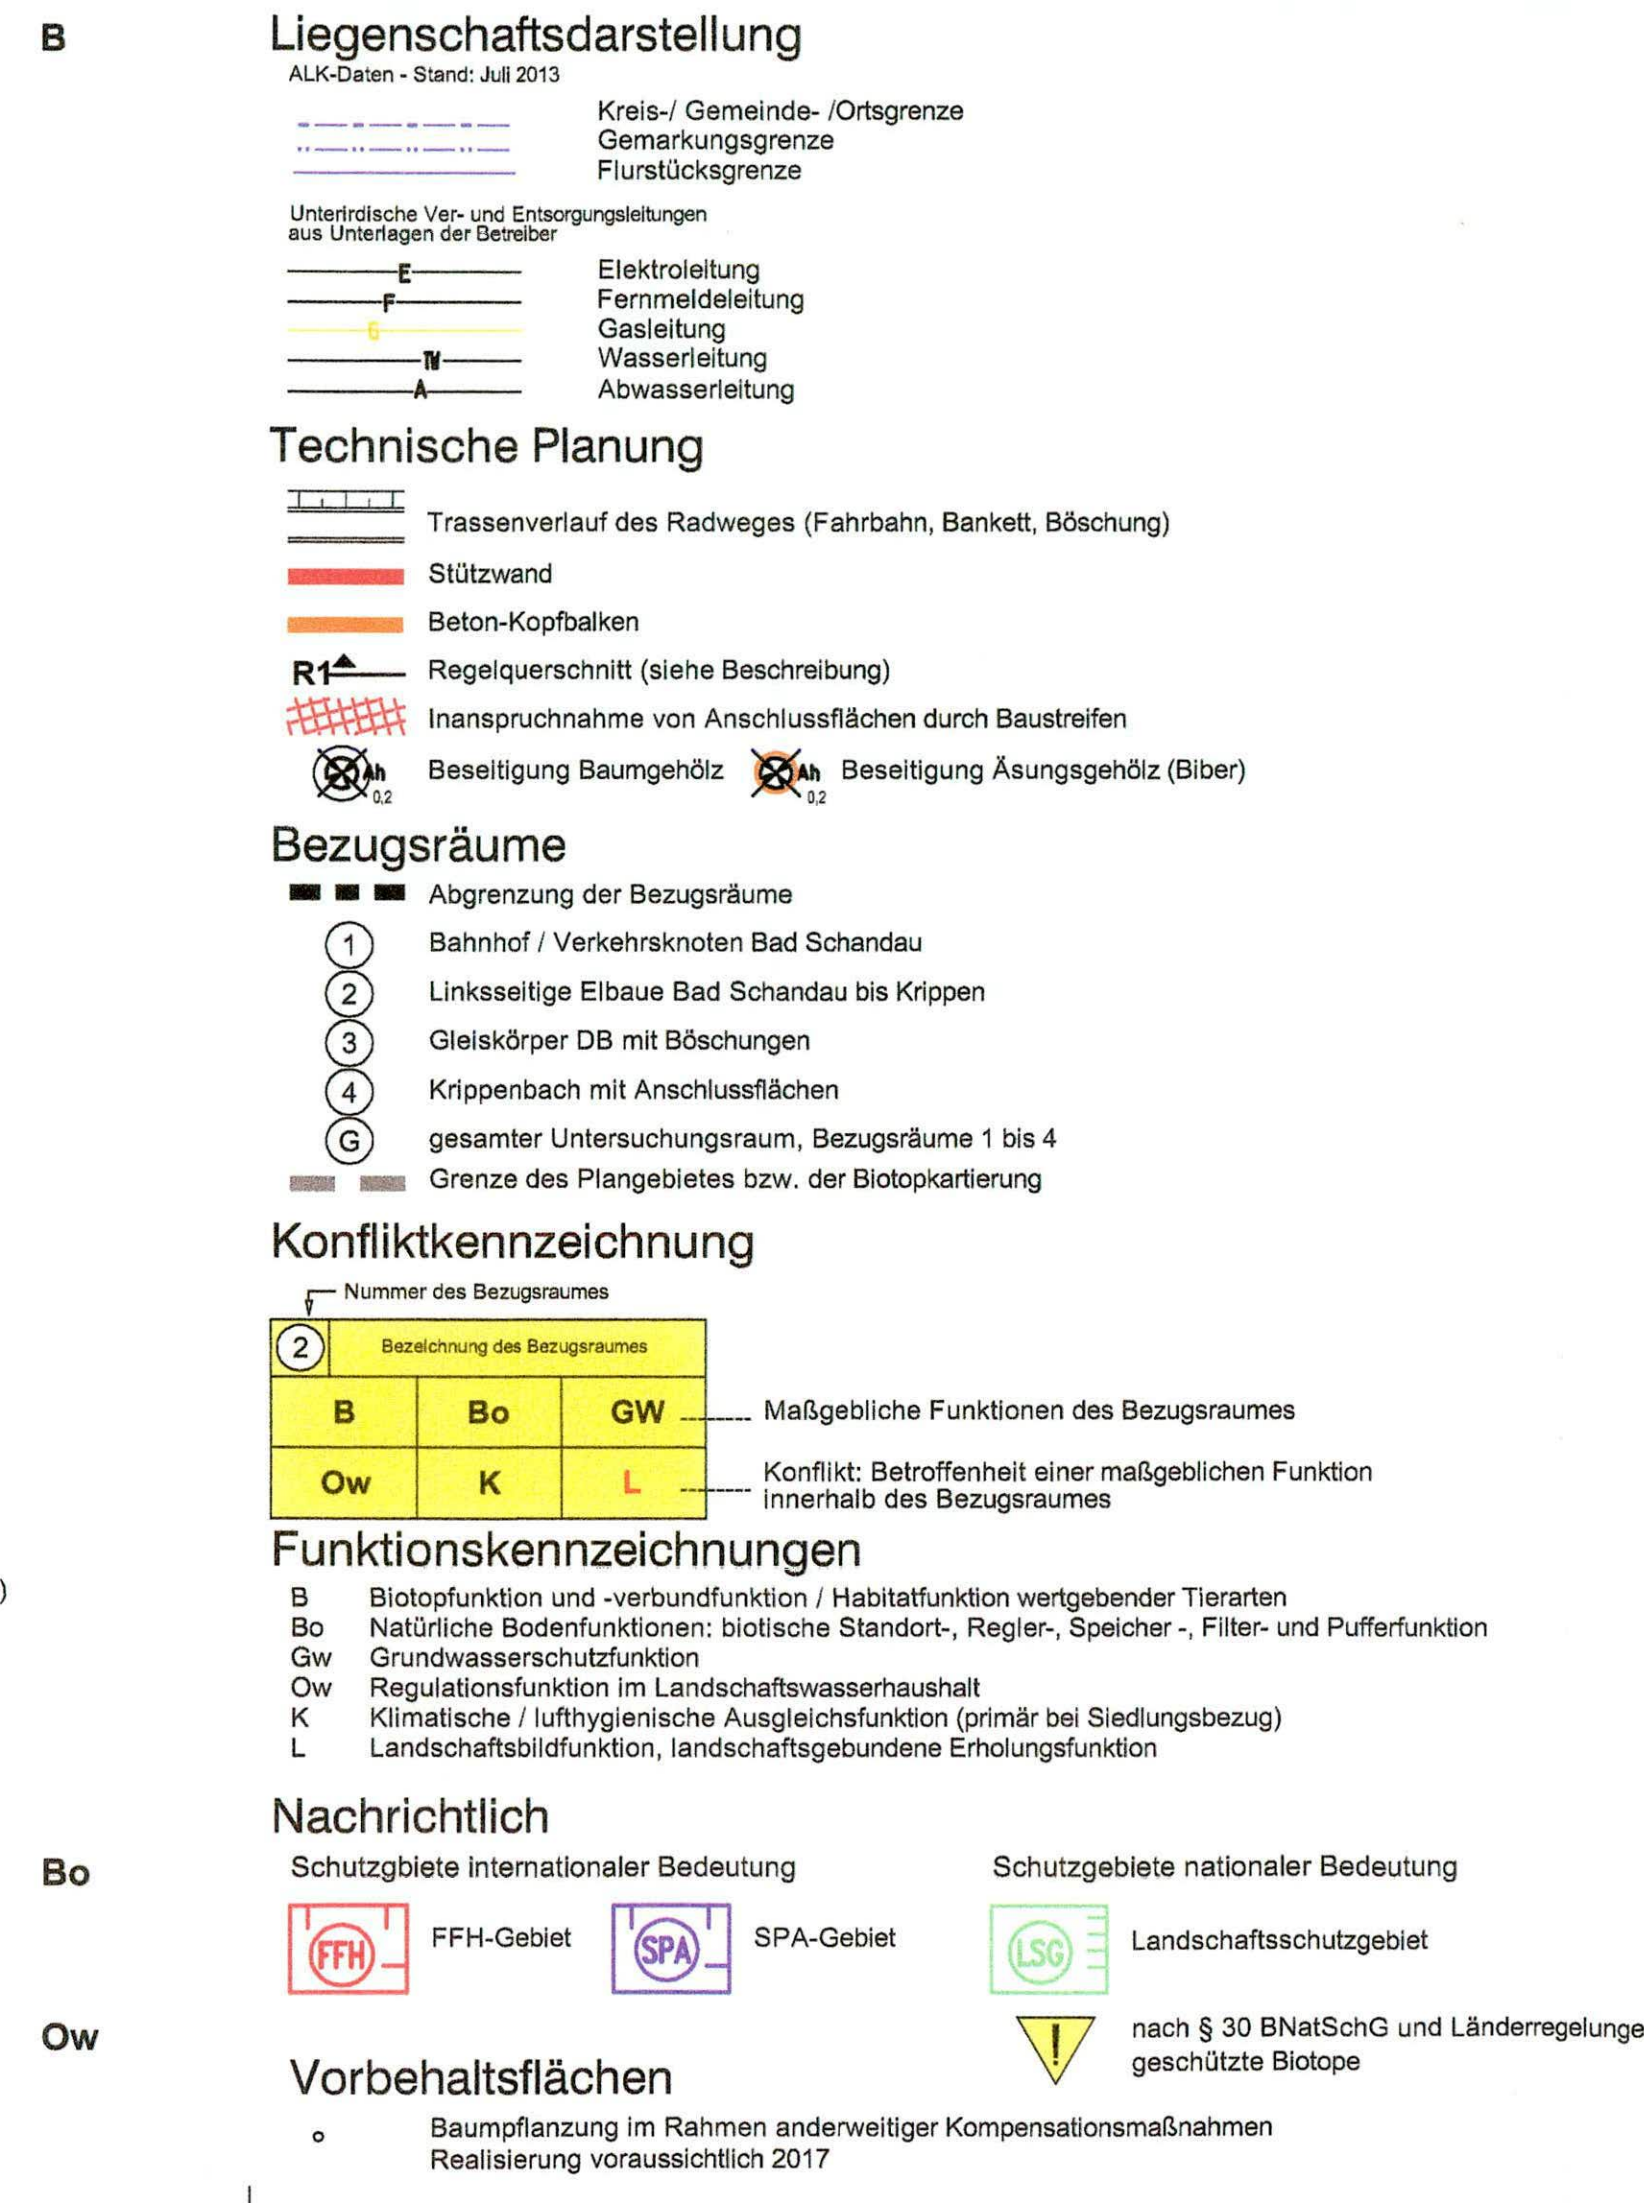 B
Liegenschaftsdarstellung
ALK-Daten - Stand: Juli 2013
Kreis-/ Gemeinde- /Ortsgrenze
Gemarkungsgrenze
Flurstücksgrenze
Unterirdische Ver- und Entsorgungsleitungen
aus Unterlagen der Betreiber
E Elektroleitung
F Fernmeldeleitung
G Gasleitung
TW Wasserleitung
A Abwasserleitung
Technische Planung
Trassenverlauf des Radweges (Fahrbahn, Bankett, Böschung)
Stützwand
Beton-Kopfbalken
R1 Regelquerschnitt (siehe Beschreibung)
Inanspruchnahme von Anschlussflächen durch Baustreifen
Ah 0,2 Beseitigung Baumgehölz Ah 0,2 Beseitigung Äsungsgehölz (Biber)
Bezugsräume
Abgrenzung der Bezugsräume
1 Bahnhof / Verkehrsknoten Bad Schandau
2 Linksseitige Elbaue Bad Schandau bis Krippen
3 Gleiskörper DB mit Böschungen
4 Krippenbach mit Anschlussflächen
G gesamter Untersuchungsraum, Bezugsräume 1 bis 4
Grenze des Plangebietes bzw. der Biotopkartierung
Konfliktkennzeichnung
Nummer des Bezugsraumes
2 Bezeichnung des Bezugsraumes
B Bo GW Maßgebliche Funktionen des Bezugsraumes
Ow K L Konflikt: Betroffenheit einer maßgeblichen Funktion
innerhalb des Bezugsraumes
Funktionskennzeichnungen
)
B Biotopfunktion und -verbundfunktion / Habitatfunktion wertgebender Tierarten
Bo Natürliche Bodenfunktionen: biotische Standort-, Regler-, Speicher -, Filter- und Pufferfunktion
Gw Grundwasserschutzfunktion
Ow Regulationsfunktion im Landschaftswasserhaushalt
K Klimatische / lufthygienische Ausgleichsfunktion (primär bei Siedlungsbezug)
L Landschaftsbildfunktion, landschaftsgebundene Erholungsfunktion
Nachrichtlich
Bo
Schutzgbiete internationaler Bedeutung Schutzgebiete nationaler Bedeutung
FFH FFH-Gebiet SPA SPA-Gebiet LSG Landschaftsschutzgebiet
Ow
! nach § 30 BNatSchG und Länderregelunge
geschützte Biotope
Vorbehaltsflächen
Baumpflanzung im Rahmen anderweitiger Kompensationsmaßnahmen
Realisierung voraussichtlich 2017